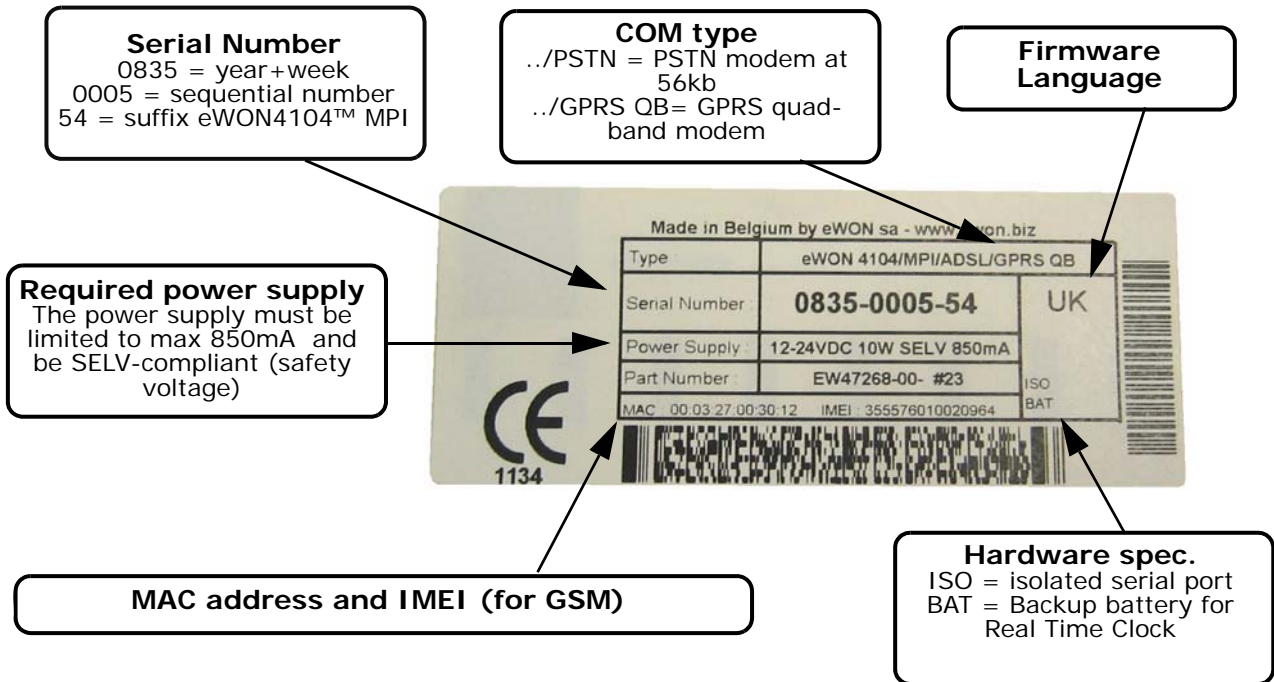 Serial Number
0835 = year+week
0005 = sequential number
54 = suffix eWON4104™ MPI
COM type
../PSTN = PSTN modem at
56kb
../GPRS QB= GPRS quad-
band modem
Firmware
Language
Required power supply
The power supply must be
limited to max 850mA and
be SELV-compliant (safety
voltage)
Made in Belgium by eWON sa - www.ewon.biz
Type : eWON 4104/MPI/ADSL/GPRS QB
Serial Number : 0835-0005-54 UK
Power Supply : 12-24VDC 10W SELV 850mA
Part Number : EW47268-00- #23 ISO
MAC : 00:03:27:00:30:12 IMEI : 355576010020964 BAT
CE
1134
MAC address and IMEI (for GSM)
Hardware spec.
ISO = isolated serial port
BAT = Backup battery for
Real Time Clock